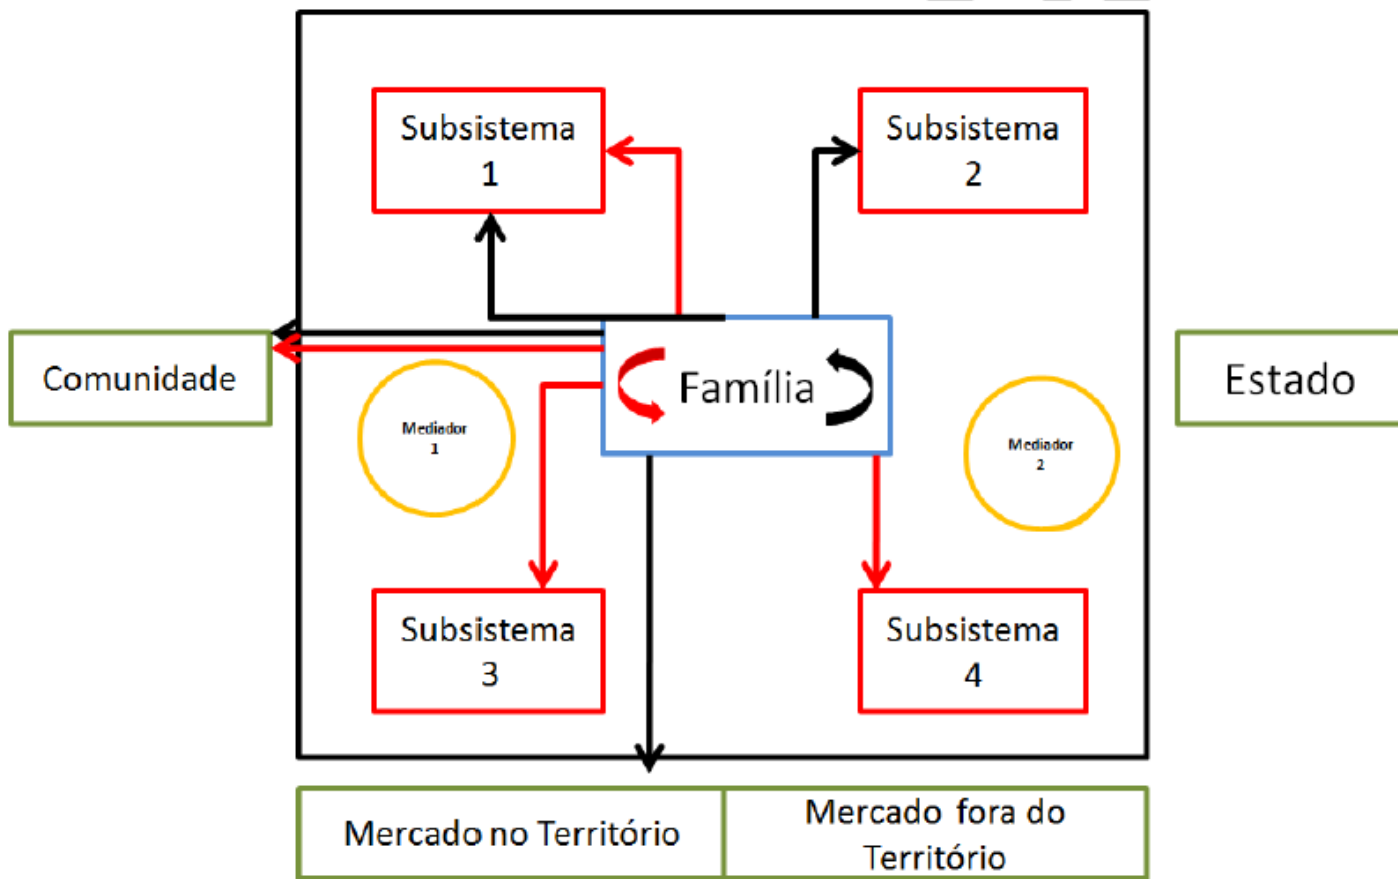 Subsistema
1
Subsistema
2
Comunidade
Família
Estado
Mediador
1
Mediador
2
Subsistema
3
Subsistema
4
Mercado no Território
Mercado fora do
Território